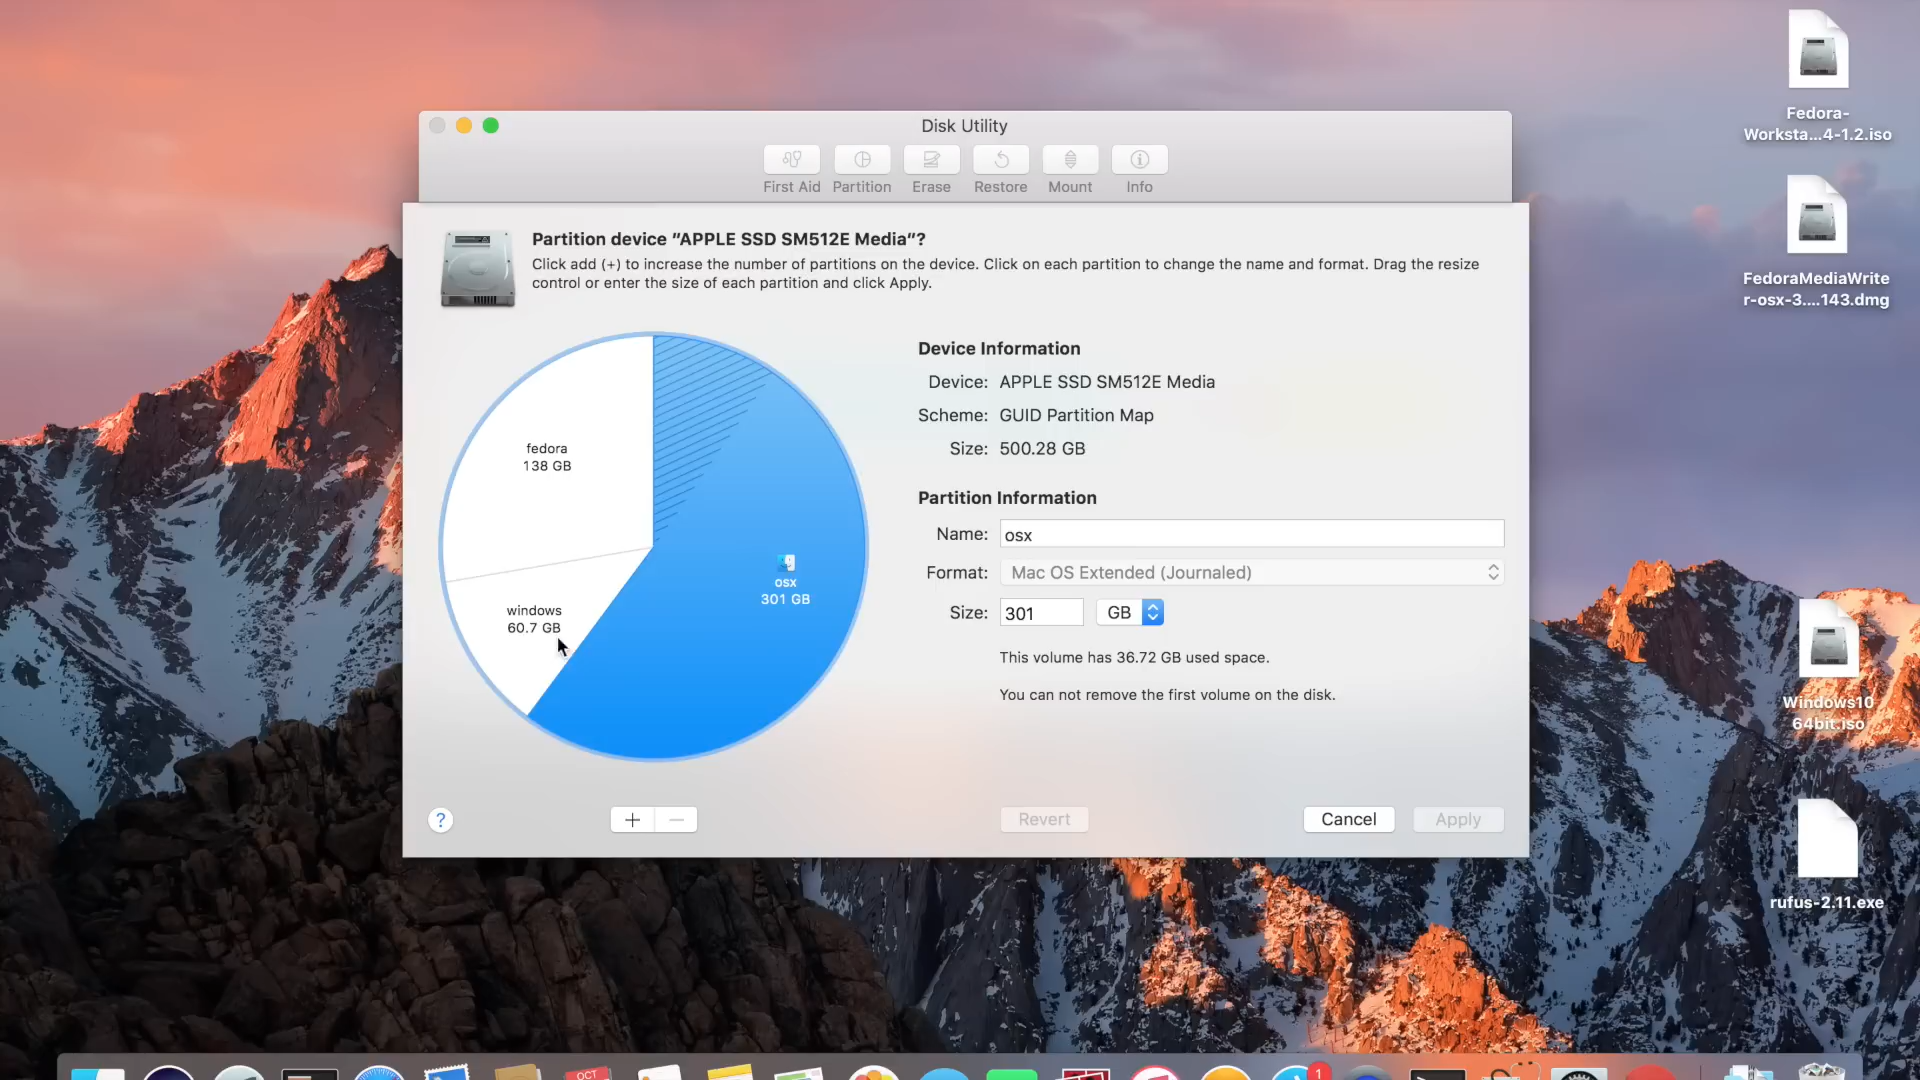 Fedora-
Worksta...4-1.2.iso
FedoraMediaWrite
r-osx-3....143.dmg
Disk Utility
First Aid
Partition
Erase
Restore
Mount
Info
Partition device "APPLE SSD SM512E Media"?
Click add (+) to increase the number of partitions on the device. Click on each partition to change the name and format. Drag the resize
control or enter the size of each partition and click Apply.
fedora
138 GB
windows
60.7 GB
osx
301 GB
Device Information
Device: APPLE SSD SM512E Media
Scheme: GUID Partition Map
Size: 500.28 GB
Partition Information
Name: osx
Format: Mac OS Extended (Journaled)
Size: 301 GB
This volume has 36.72 GB used space.
You can not remove the first volume on the disk.
?
Revert
Cancel
Apply
Windows10
64bit.iso
rufus-2.11.exe
OCT
1